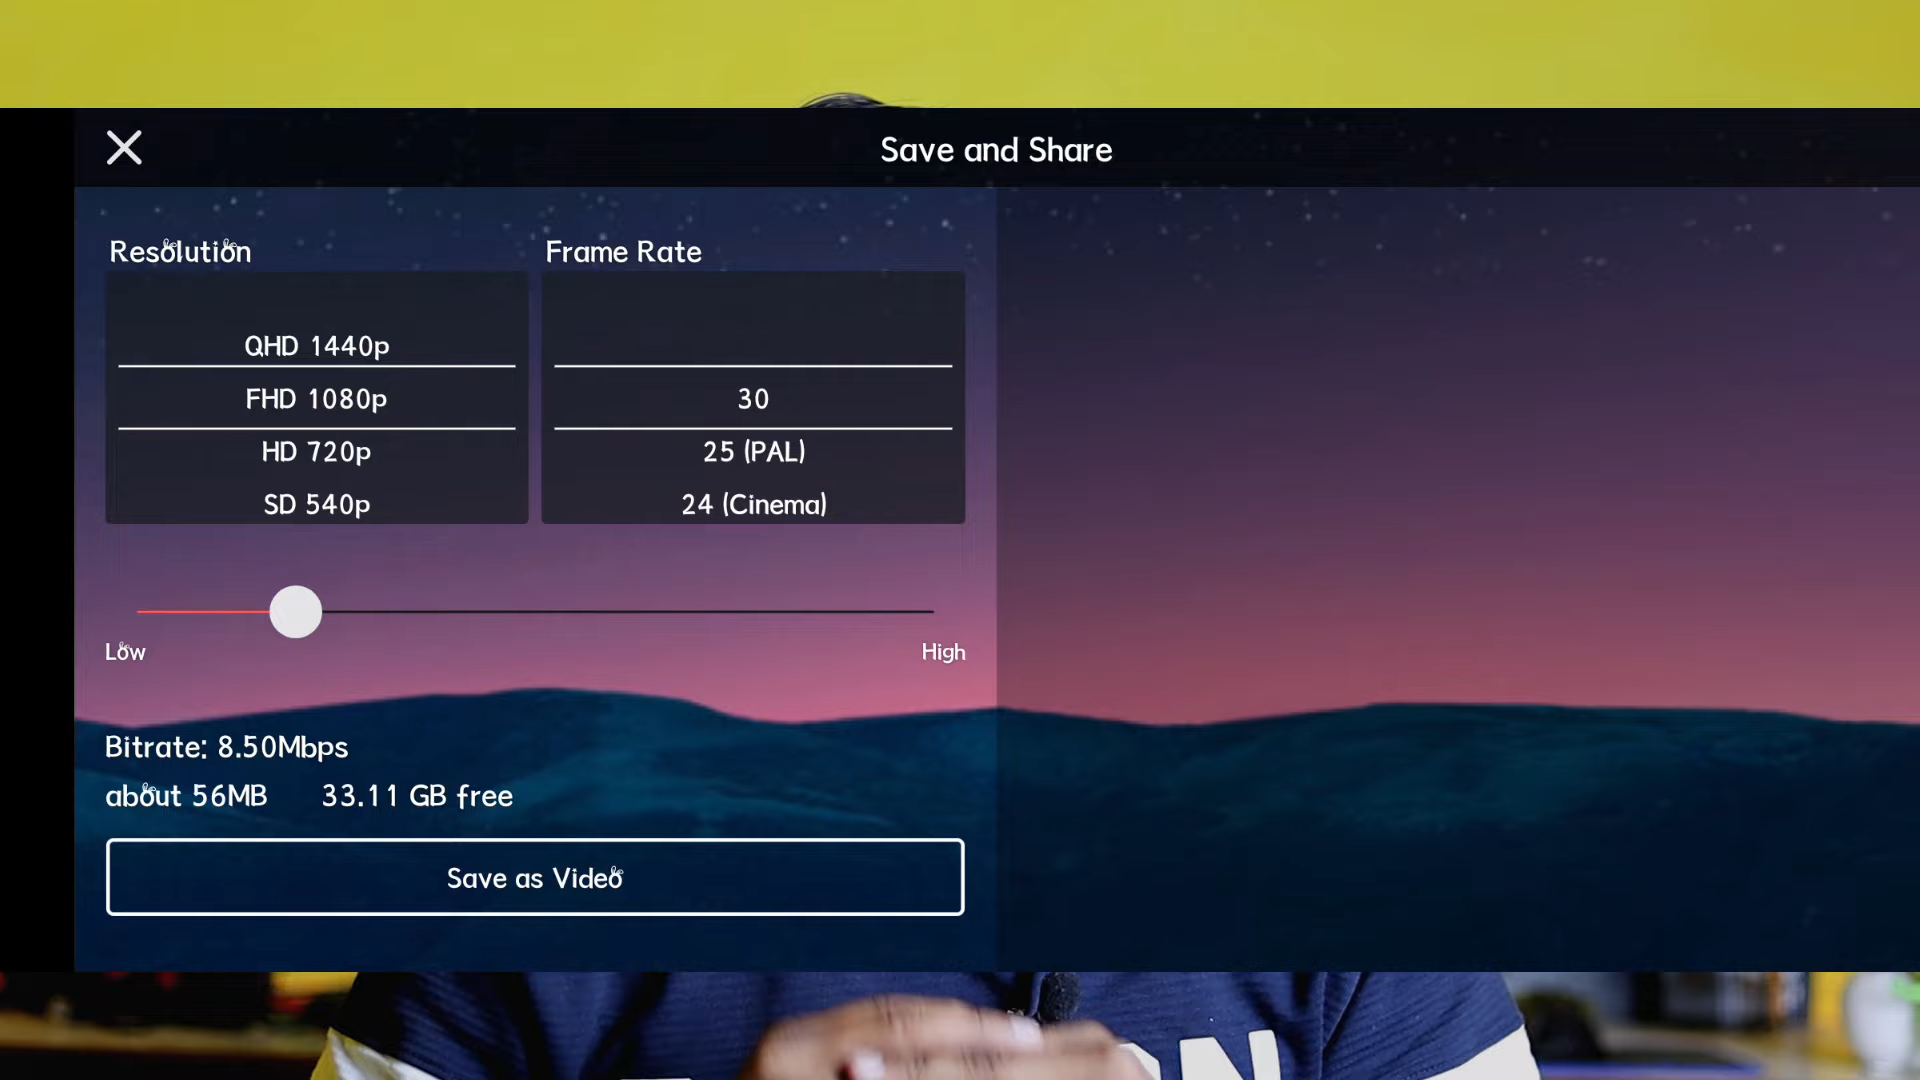 Save and Share
Resolution
Frame Rate
QHD 1440p
FHD 1080p
HD 720p
SD 540p
30
25 (PAL)
24 (Cinema)
Low
High
Bitrate: 8.50Mbps
about 56MB 33.11 GB free
Save as Video